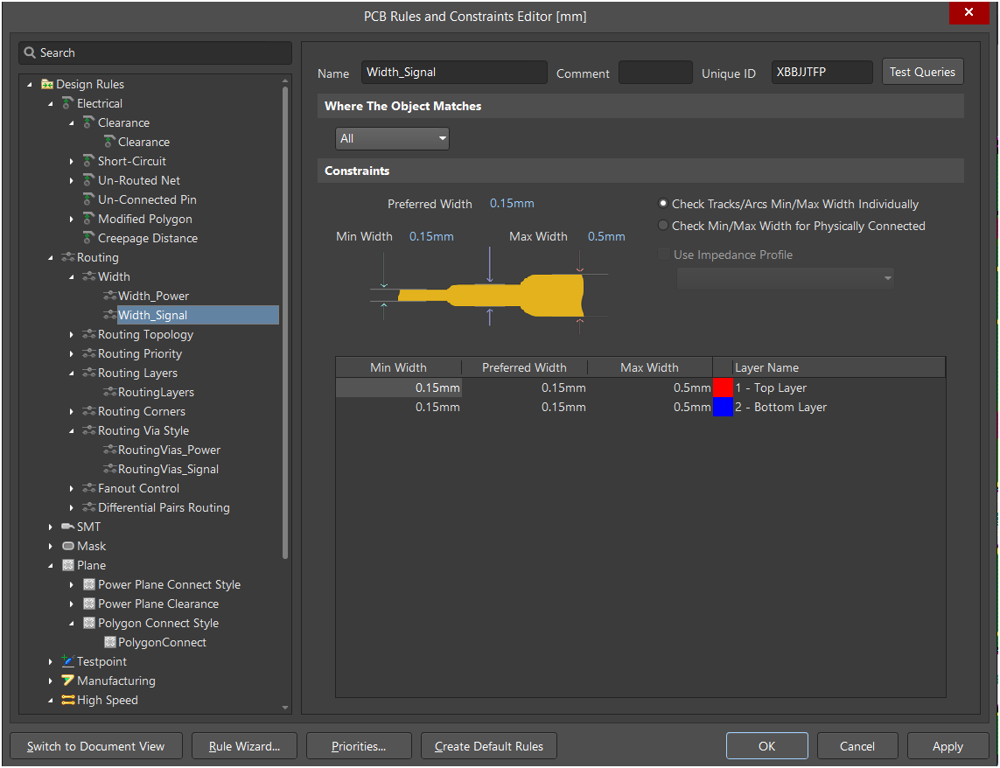 PCB Rules and Constraints Editor [mm]
Search
Design Rules
Electrical
Clearance
Clearance
Short-Circuit
Un-Routed Net
Un-Connected Pin
Modified Polygon
Creepage Distance
Routing
Width
Width_Power
Width_Signal
Routing Topology
Routing Priority
Routing Layers
RoutingLayers
Routing Corners
Routing Via Style
RoutingVias_Power
RoutingVias_Signal
Fanout Control
Differential Pairs Routing
SMT
Mask
Plane
Power Plane Connect Style
Power Plane Clearance
Polygon Connect Style
PolygonConnect
Testpoint
Manufacturing
High Speed
Name Width_Signal Comment Unique ID XBBJJTFP Test Queries
Where The Object Matches
All
Constraints
Preferred Width 0.15mm
Min Width 0.15mm Max Width 0.5mm
Check Tracks/Arcs Min/Max Width Individually
Check Min/Max Width for Physically Connected
Use Impedance Profile
Min Width Preferred Width Max Width Layer Name
0.15mm 0.15mm 0.5mm 1 - Top Layer
0.15mm 0.15mm 0.5mm 2 - Bottom Layer
Switch to Document View Rule Wizard... Priorities... Create Default Rules OK Cancel Apply